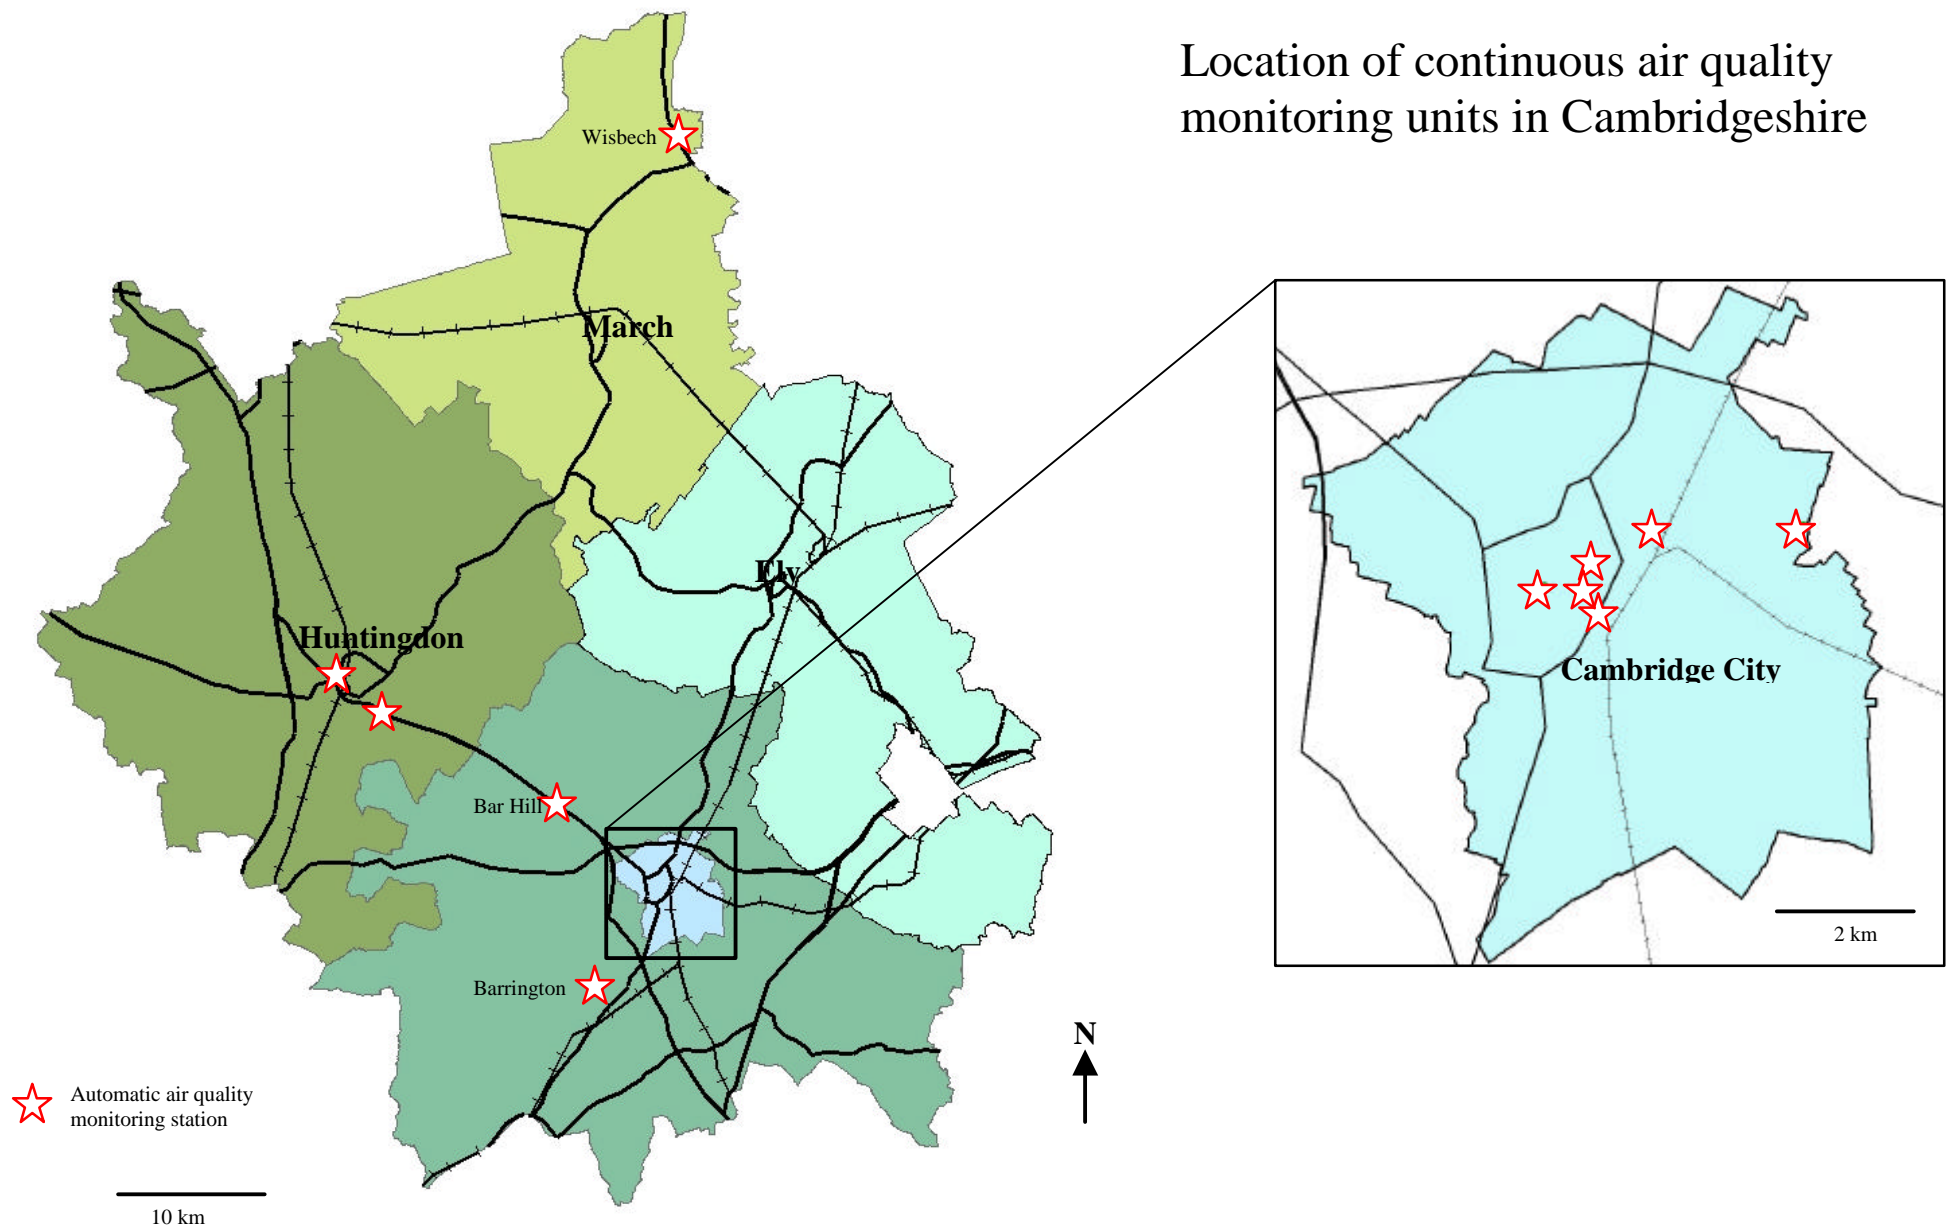 Location of continuous air quality
monitoring units in Cambridgeshire
Wisbech
March
Ely
Huntingdon
Bar Hill
Barrington
Cambridge City
2 km
N
Automatic air quality
monitoring station
10 km